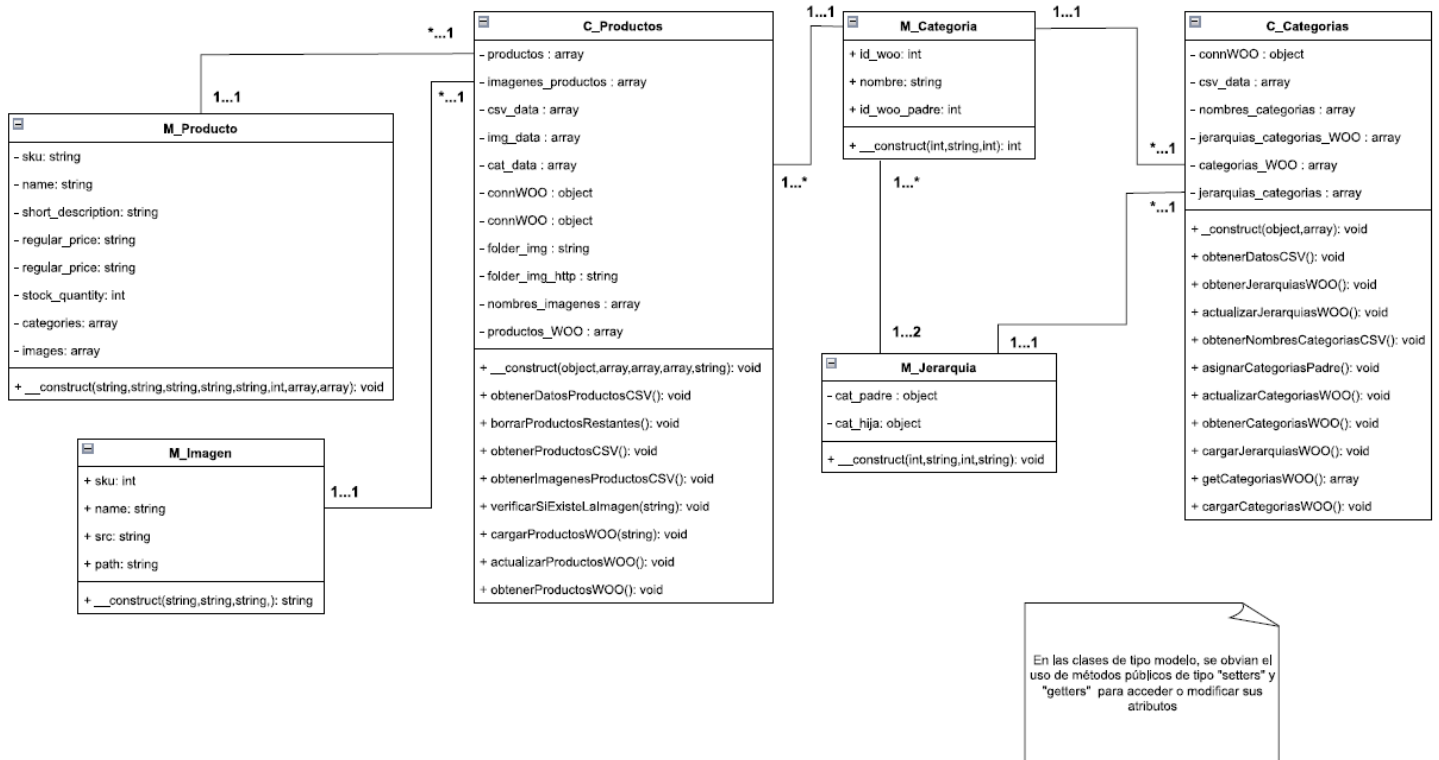 *...1
1...1
M_Producto
- sku: string
- name: string
- short_description: string
- regular_price: string
- regular_price: string
- stock_quantity: int
- categories: array
- images: array
+ __construct(string,string,string,string,string,int,array,array): void
M_Imagen
+ sku: int
+ name: string
+ src: string
+ path: string
+ __construct(string,string,string,): string
1...1
*...1
C_Productos
- productos : array
- imagenes_productos : array
- csv_data : array
- img_data : array
- cat_data : array
- connWOO : object
- connWOO : object
- folder_img : string
- folder_img_http : string
- nombres_imagenes : array
- productos_WOO : array
+ __construct(object,array,array,array,string): void
+ obtenerDatosProductosCSV(): void
+ borrarProductosRestantes(): void
+ obtenerProductosCSV(): void
+ obtenerImagenesProductosCSV(): void
+ verificarSiExisteLaImagen(string): void
+ cargarProductosWOO(string): void
+ actualizarProductosWOO(): void
+ obtenerProductosWOO(): void
1...1
1...*
M_Categoria
+ id_woo: int
+ nombre: string
+ id_woo_padre: int
+ __construct(int,string,int): int
1...*
1...2
M_Jerarquia
- cat_padre : object
- cat_hija: object
+ __construct(int,string,int,string): void
1...1
1...1
*...1
*...1
C_Categorias
- connWOO : object
- csv_data : array
- nombres_categorias : array
- jerarquias_categorias_WOO : array
- categorias_WOO : array
- jerarquias_categorias : array
+ _construct(object,array): void
+ obtenerDatosCSV(): void
+ obtenerJerarquiasWOO(): void
+ actualizarJerarquiasWOO(): void
+ obtenerNombresCategoriasCSV(): void
+ asignarCategoriasPadre(): void
+ actualizarCategoriasWOO(): void
+ obtenerCategoriasWOO(): void
+ cargarJerarquiasWOO(): void
+ getCategoriasWOO(): array
+ cargarCategoriasWOO(): void
En las clases de tipo modelo, se obvian el
uso de métodos públicos de tipo "setters" y
"getters" para acceder o modificar sus
atributos